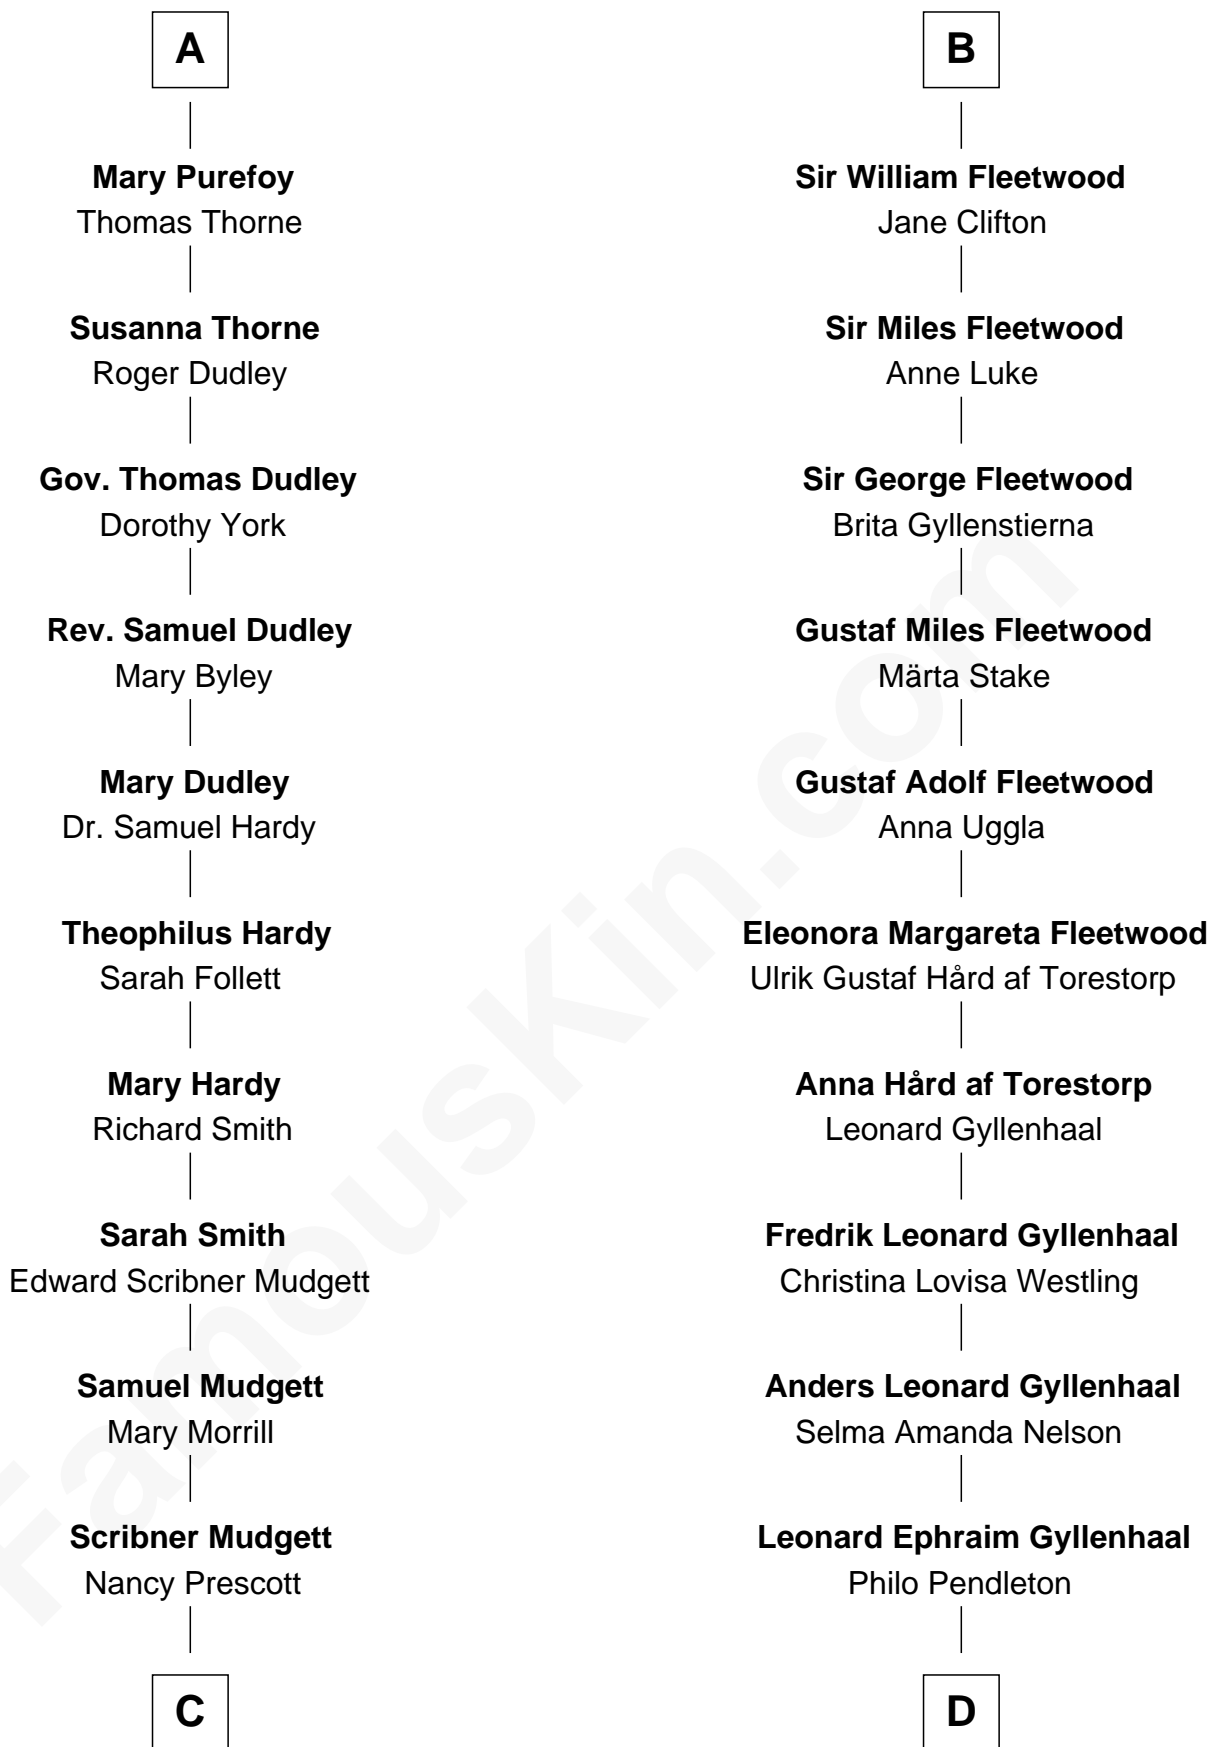 A
Mary Purefoy
Thomas Thorne
Susanna Thorne
Roger Dudley
Gov. Thomas Dudley
Dorothy York
Rev. Samuel Dudley
Mary Byley
Mary Dudley
Dr. Samuel Hardy
Theophilus Hardy
Sarah Follett
Mary Hardy
Richard Smith
Sarah Smith
Edward Scribner Mudgett
Samuel Mudgett
Mary Morrill
Scribner Mudgett
Nancy Prescott
C
B
Sir William Fleetwood
Jane Clifton
Sir Miles Fleetwood
Anne Luke
Sir George Fleetwood
Brita Gyllenstierna
Gustaf Miles Fleetwood
Märta Stake
Gustaf Adolf Fleetwood
Anna Uggla
Eleonora Margareta Fleetwood
Ulrik Gustaf Hård af Torestorp
Anna Hård af Torestorp
Leonard Gyllenhaal
Fredrik Leonard Gyllenhaal
Christina Lovisa Westling
Anders Leonard Gyllenhaal
Selma Amanda Nelson
Leonard Ephraim Gyllenhaal
Philo Pendleton
D
FamousKin.com